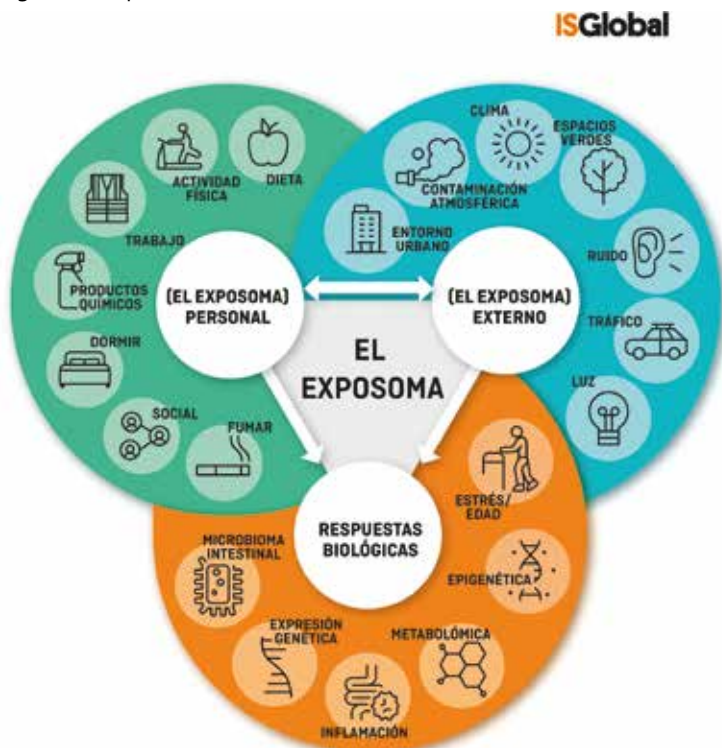 ISGlobal
ACTIVIDAD
FÍSICA
DIETA
TRABAJO
PRODUCTOS
QUÍMICOS
DORMIR
SOCIAL
FUMAR
(EL EXPOSOMA)
PERSONAL
CLIMA
ESPACIOS
VERDES
CONTAMINACIÓN
ATMOSFÉRICA
ENTORNO
URBANO
RUIDO
TRÁFICO
LUZ
(EL EXPOSOMA)
EXTERNO
EL
EXPOSOMA
RESPUESTAS
BIOLÓGICAS
ESTRÉS/
EDAD
EPIGENÉTICA
METABOLÓMICA
INFLAMACIÓN
EXPRESIÓN
GENÉTICA
MICROBIOMA
INTESTINAL